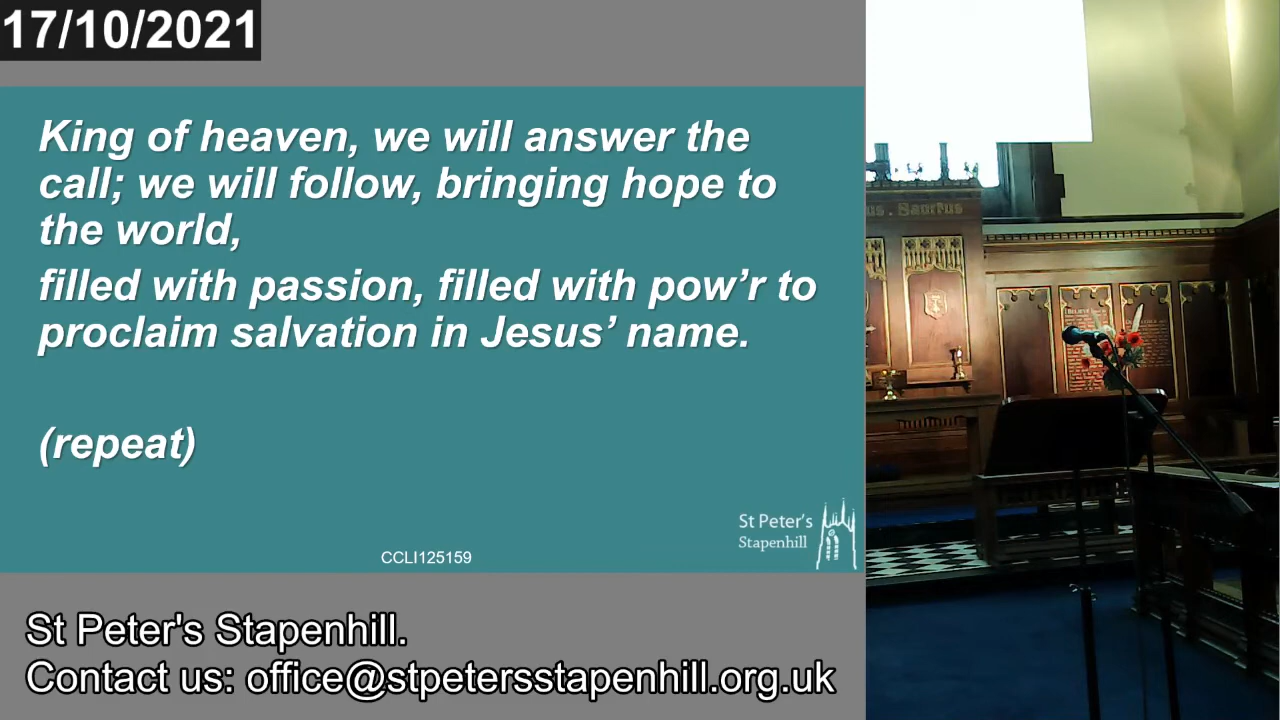 17/10/2021
King of heaven, we will answer the
call; we will follow, bringing hope to
the world,
filled with passion, filled with pow’r to
proclaim salvation in Jesus’ name.
(repeat)
St Peter's
Stapenhill
CCLI125159
St Peter's Stapenhill.
Contact us: office@stpetersstapenhill.org.uk
us. Sanctus